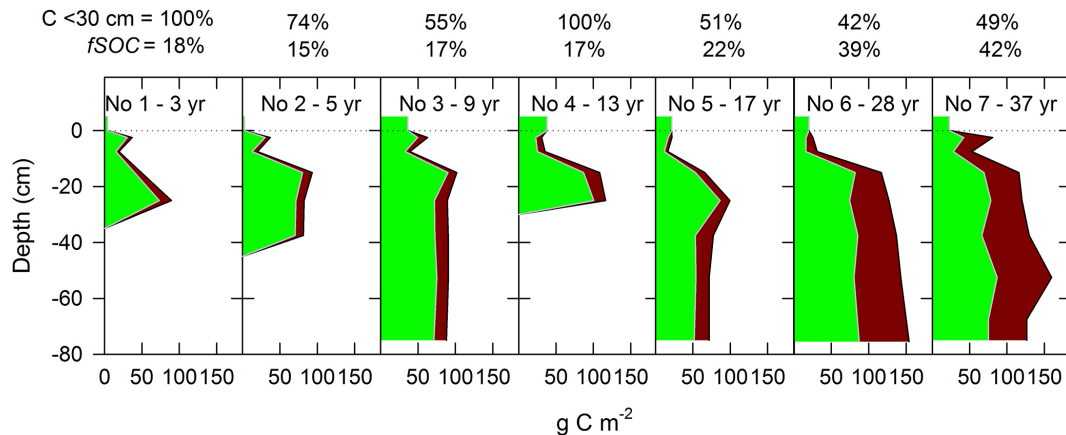 C <30 cm = 100% 74% 55% 100% 51% 42% 49%
fSOC = 18% 15% 17% 17% 22% 39% 42%
No 1 - 3 yr No 2 - 5 yr No 3 - 9 yr No 4 - 13 yr No 5 - 17 yr No 6 - 28 yr No 7 - 37 yr
0
-20
-40
-60
-80
Depth (cm)
0 50 100 150 50 100 150 50 100 150 50 100 150 50 100 150 50 100 150 50 100 150
g C m-2